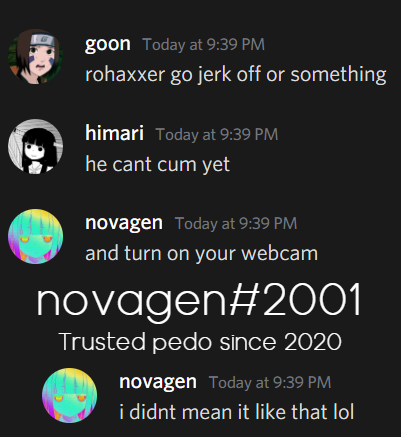 goon Today at 9:39 PM
rohaxxer go jerk off or something
himari Today at 9:39 PM
he cant cum yet
novagen Today at 9:39 PM
and turn on your webcam
novagen#2001
Trusted pedo since 2020
novagen Today at 9:39 PM
i didnt mean it like that lol